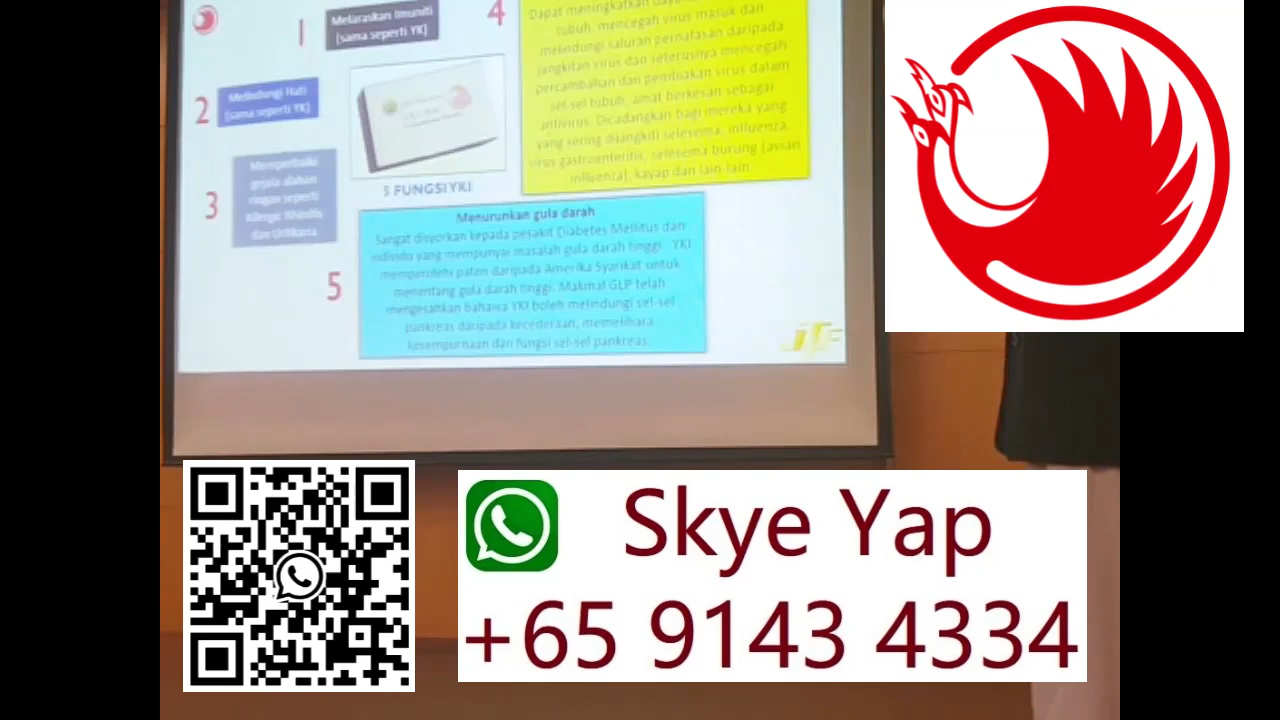 1
Melaraskan Imuniti
(sama seperti YK)
4
Dapat meningkatkan daya
tubuh, mencegah virus masuk dan
melindungi saluran pernafasan daripada
jangkitan virus dan seterusnya mencegah
percambahan dan pembiakan virus dalam
sel-sel tubuh, amat berkesan sebagai
antivirus. Dicadangkan bagi mereka yang
yang sering dijangkiti selesema, influenza,
virus gastroenteritis, selesema burung (avian
influenza), kayap dan lain-lain
2
Melindungi Hati
(sama seperti YK)
3
Memperbaiki
gejala alahan
ringan seperti
Allergic Rhinitis
dan Urtikaria
5 FUNGSI YKI
5
Menurunkan gula darah
Sangat disyorkan kepada pesakit Diabetes Mellitus dan
individu yang mempunyai masalah gula darah tinggi. YKI
memperolehi paten daripada Amerika Syarikat untuk
menentang gula darah tinggi. Makmal GLP telah
mengesahkan bahawa YKI boleh melindungi sel-sel
pankreas daripada kecederaan, memelihara
kesempurnaan dan fungsi sel-sel pankreas.
Skye Yap
+65 9143 4334